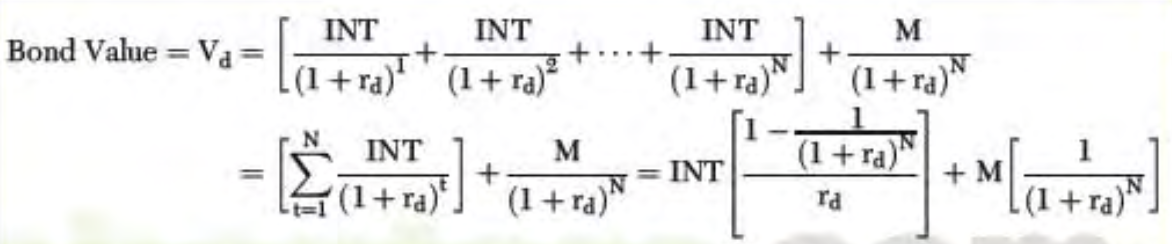 Bond Value = V_d = [INT/(1 + r_d)^1 + INT/(1 + r_d)^2 + ··· + INT/(1 + r_d)^N] + M/(1 + r_d)^N
= [∑_{t=1}^{N} INT/(1 + r_d)^t] + M/(1 + r_d)^N = INT[(1 − 1/(1 + r_d)^N)/r_d] + M[1/(1 + r_d)^N]